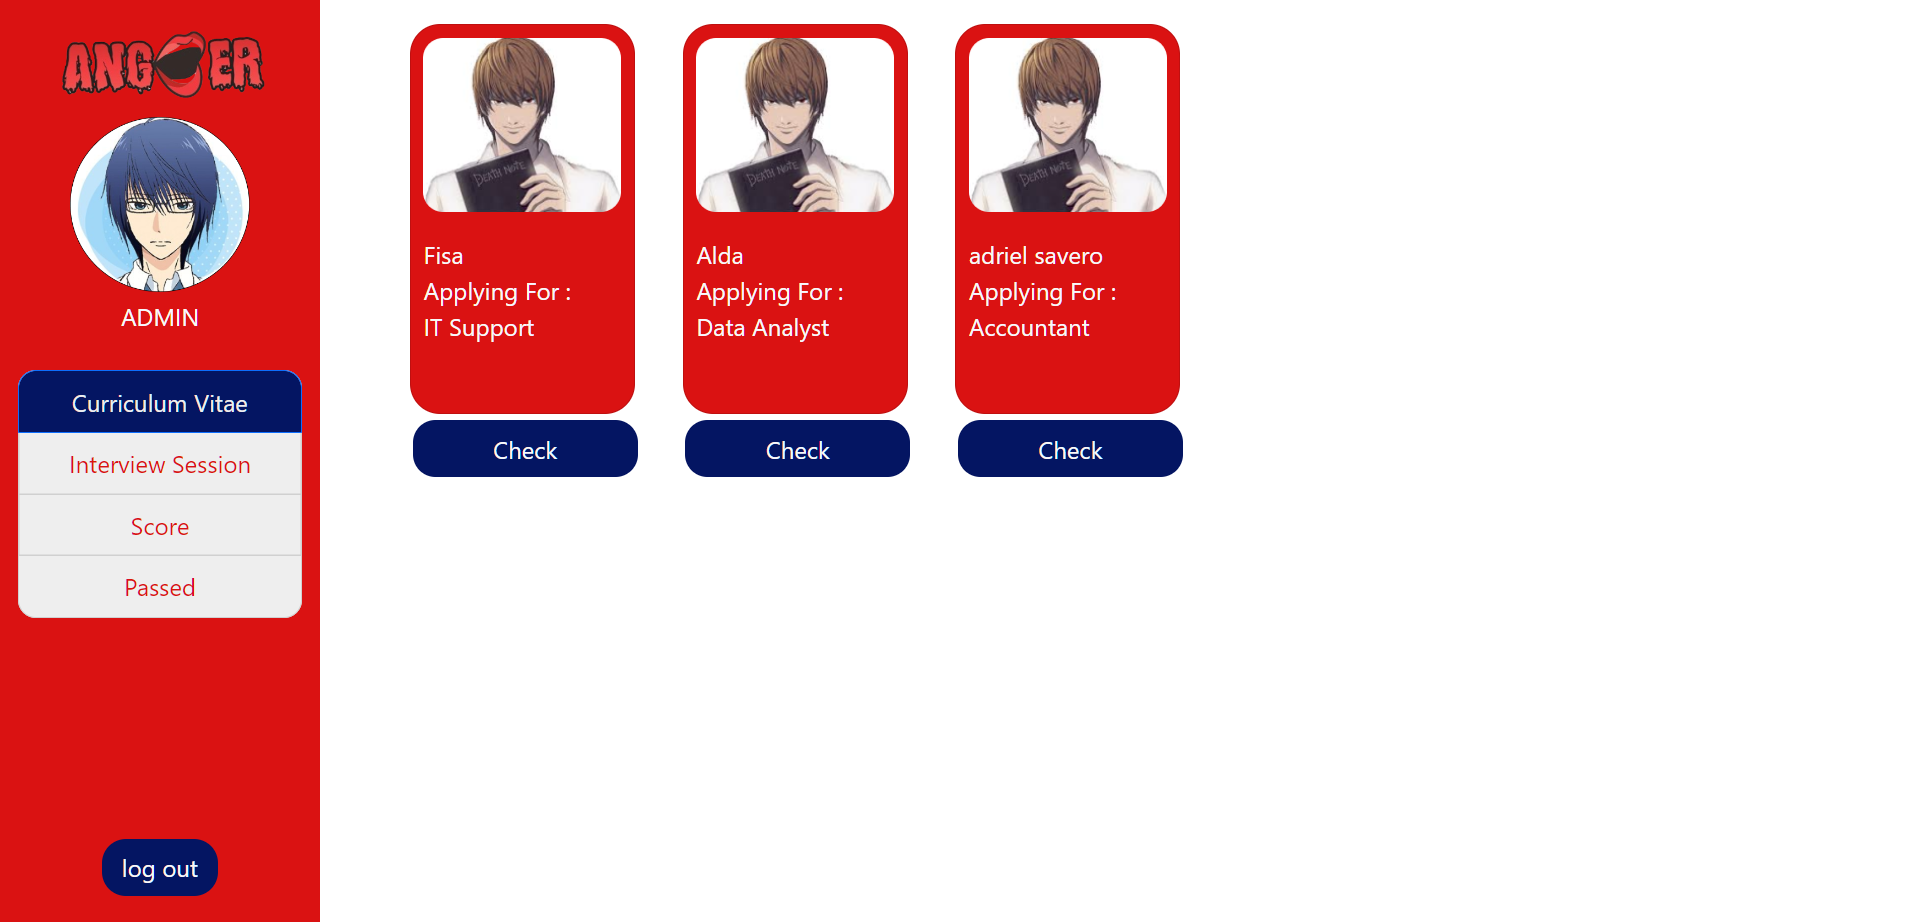 ANGER
ADMIN
Curriculum Vitae
Interview Session
Score
Passed
log out
DEATH NOTE
Fisa
Applying For :
IT Support
Check
DEATH NOTE
Alda
Applying For :
Data Analyst
Check
DEATH NOTE
adriel savero
Applying For :
Accountant
Check